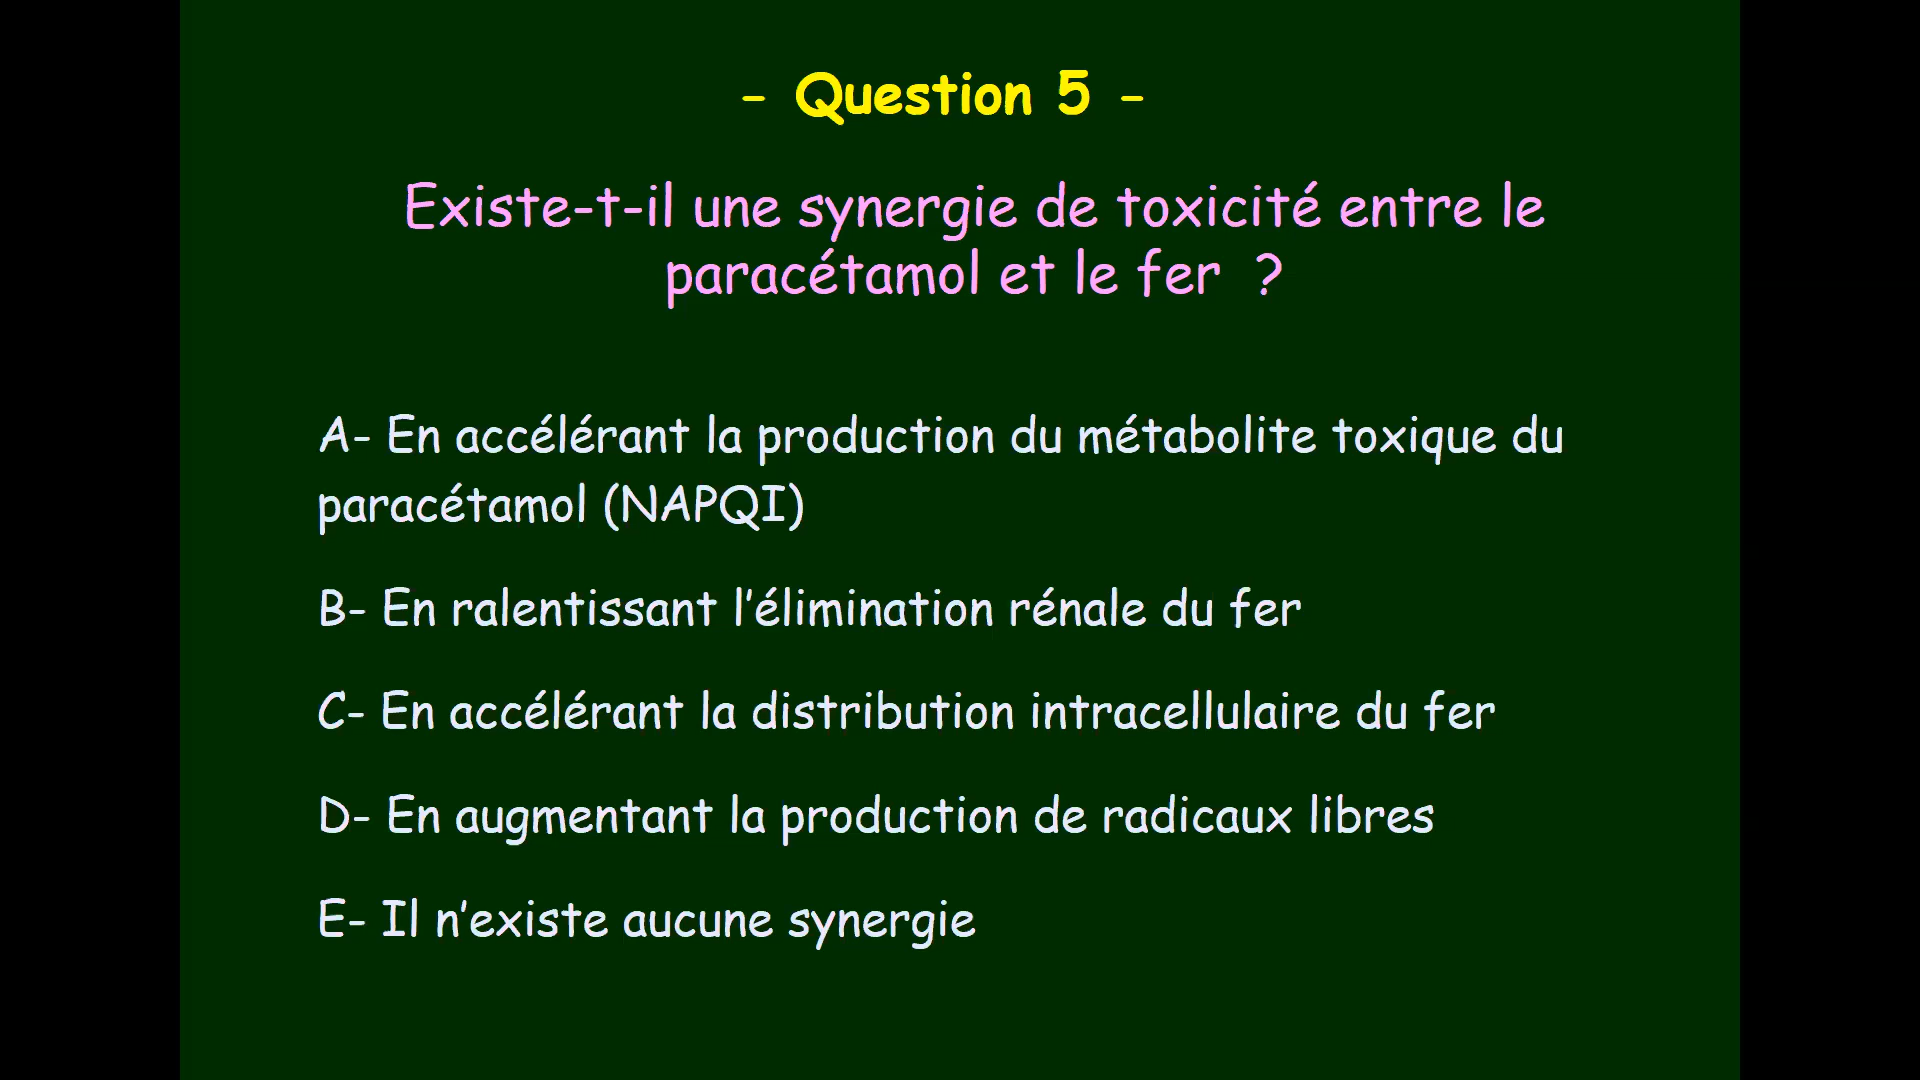 - Question 5 -
Existe-t-il une synergie de toxicité entre le
paracétamol et le fer ?
A- En accélérant la production du métabolite toxique du
paracétamol (NAPQI)
B- En ralentissant l’élimination rénale du fer
C- En accélérant la distribution intracellulaire du fer
D- En augmentant la production de radicaux libres
E- Il n’existe aucune synergie